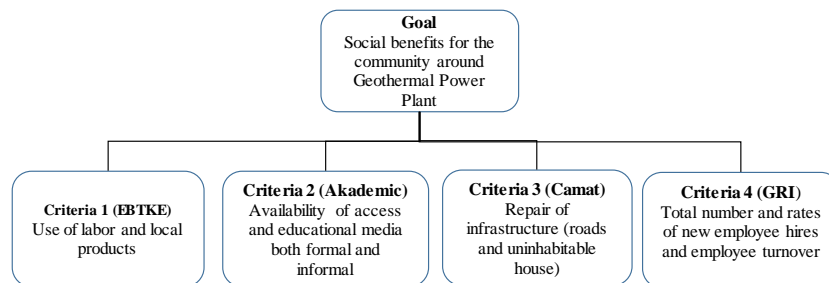 Goal
Social benefits for the
community around
Geothermal Power
Plant
Criteria 1 (EBTKE)
Use of labor and local
products
Criteria 2 (Akademic)
Availability of access
and educational media
both formal and
informal
Criteria 3 (Camat)
Repair of
infrastructure (roads
and uninhabitable
house)
Criteria 4 (GRI)
Total number and rates
of new employee hires
and employee turnover